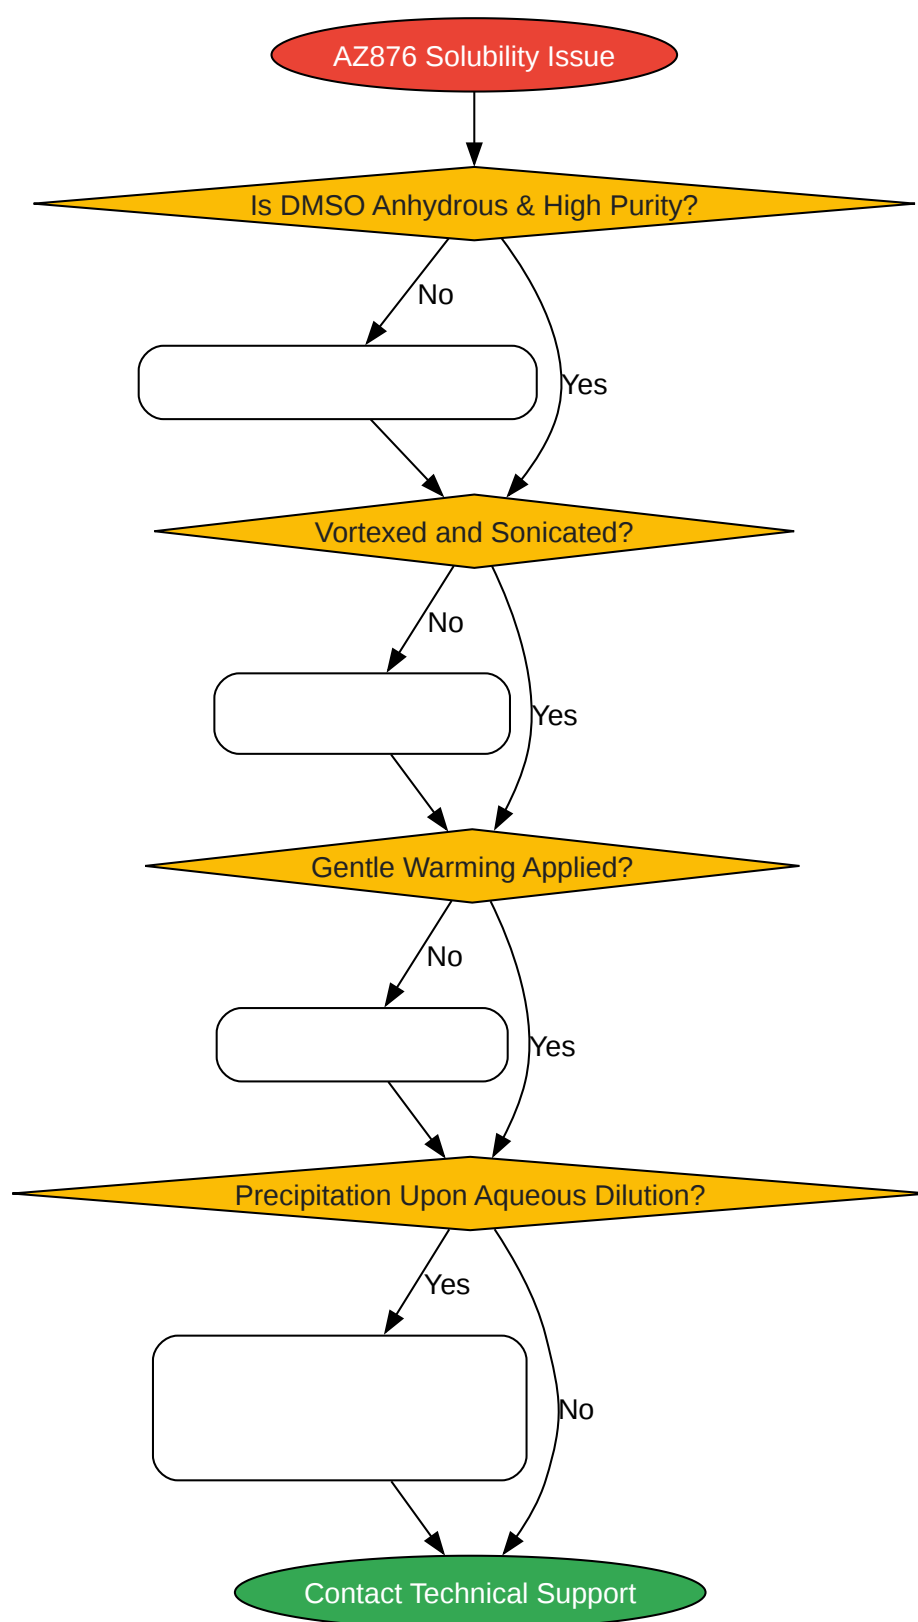 AZ876 Solubility Issue
Is DMSO Anhydrous & High Purity?
No
Yes
Vortexed and Sonicated?
No
Yes
Gentle Warming Applied?
No
Yes
Precipitation Upon Aqueous Dilution?
Yes
No
Contact Technical Support